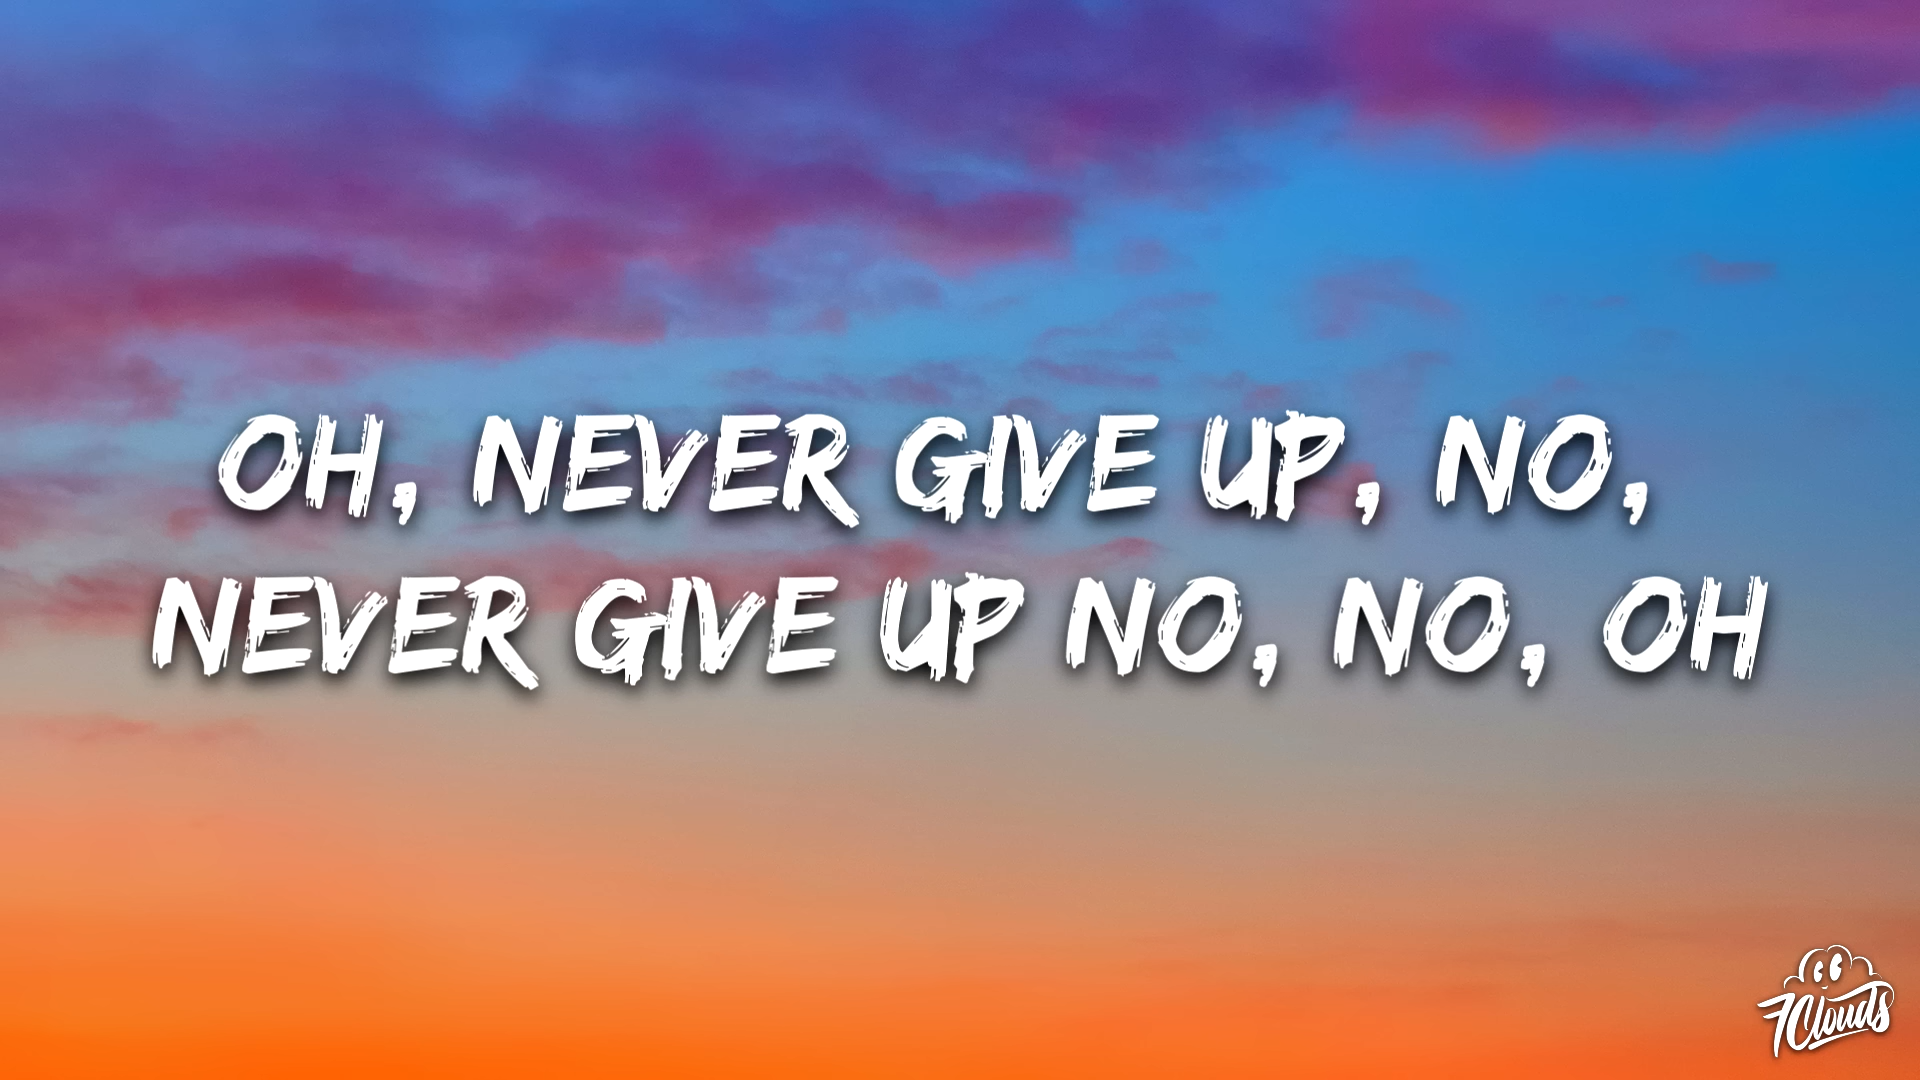 OH, NEVER GIVE UP, NO,
NEVER GIVE UP NO, NO, OH
7Clouds